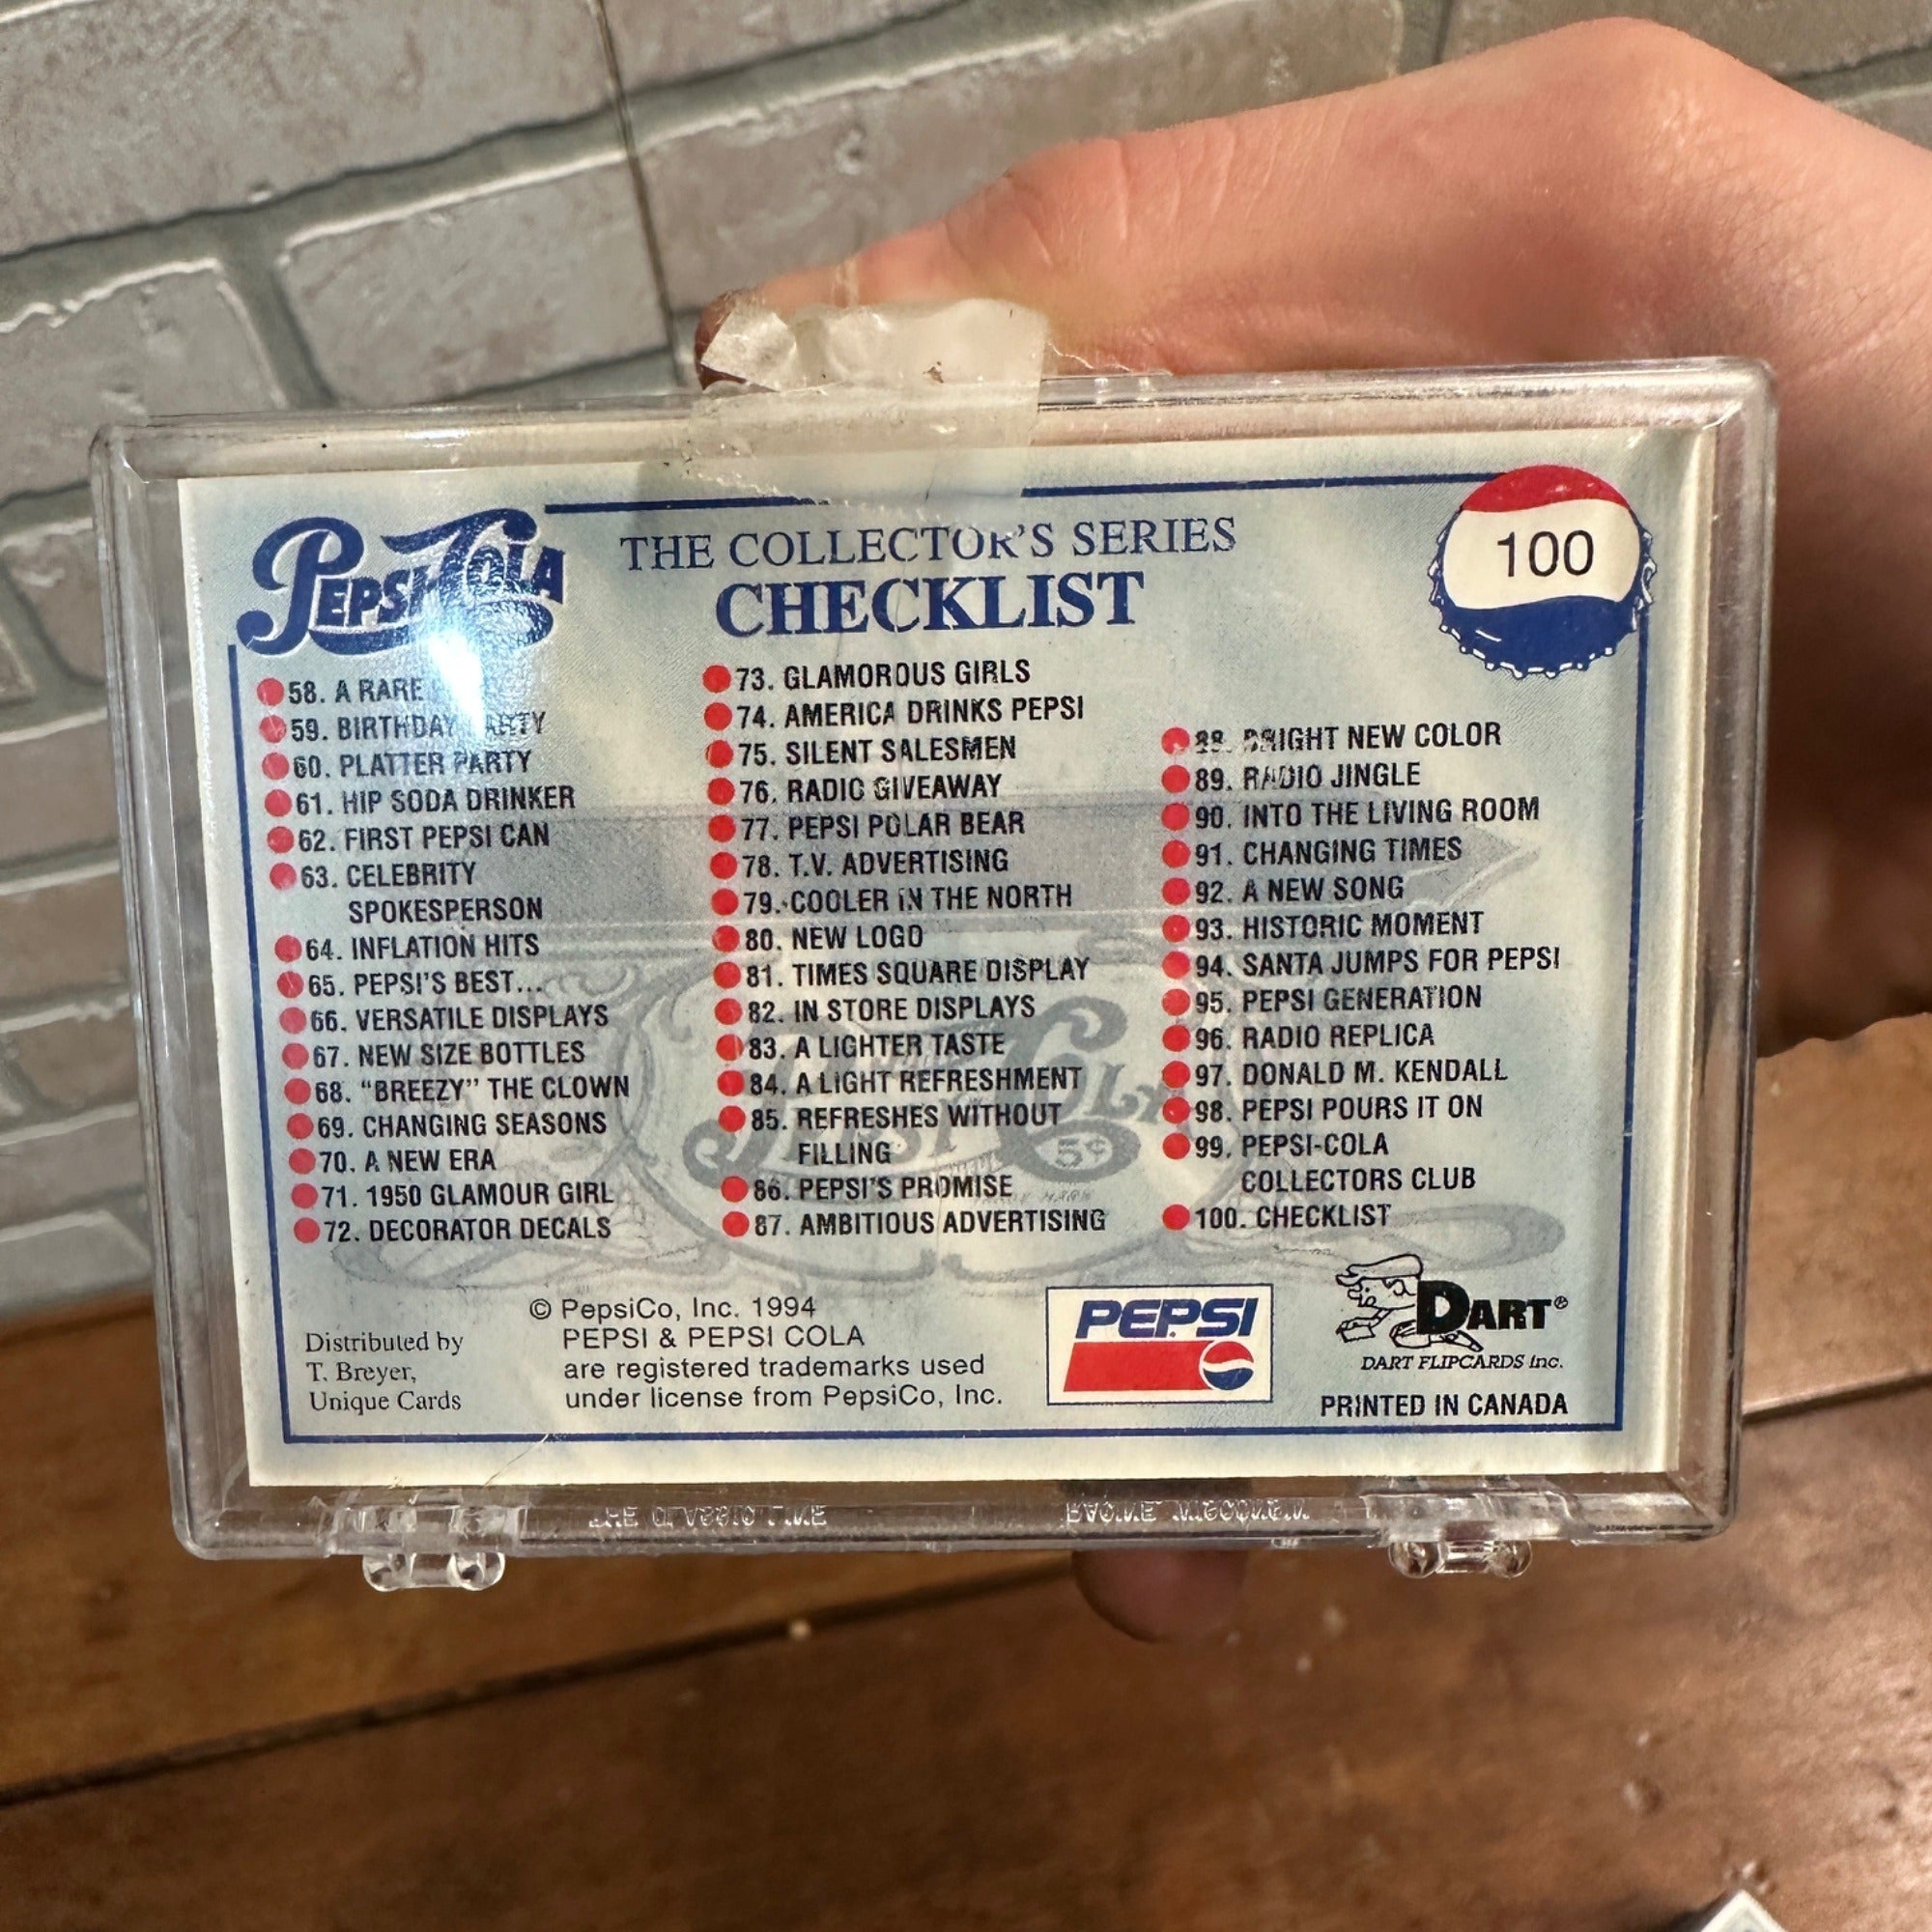 PEPSI-COLA
THE COLLECTOR'S SERIES
CHECKLIST
100
58. A RARE
59. BIRTHDAY PARTY
60. PLATTER PARTY
61. HIP SODA DRINKER
62. FIRST PEPSI CAN
63. CELEBRITY
SPOKESPERSON
64. INFLATION HITS
65. PEPSI'S BEST...
66. VERSATILE DISPLAYS
67. NEW SIZE BOTTLES
68. "BREEZY" THE CLOWN
69. CHANGING SEASONS
70. A NEW ERA
71. 1950 GLAMOUR GIRL
72. DECORATOR DECALS
73. GLAMOROUS GIRLS
74. AMERICA DRINKS PEPSI
75. SILENT SALESMEN
76. RADIO GIVEAWAY
77. PEPSI POLAR BEAR
78. T.V. ADVERTISING
79. COOLER IN THE NORTH
80. NEW LOGO
81. TIMES SQUARE DISPLAY
82. IN STORE DISPLAYS
83. A LIGHTER TASTE
84. A LIGHT REFRESHMENT
85. REFRESHES WITHOUT
FILLING
86. PEPSI'S PROMISE
87. AMBITIOUS ADVERTISING
88. BRIGHT NEW COLOR
89. RADIO JINGLE
90. INTO THE LIVING ROOM
91. CHANGING TIMES
92. A NEW SONG
93. HISTORIC MOMENT
94. SANTA JUMPS FOR PEPSI
95. PEPSI GENERATION
96. RADIO REPLICA
97. DONALD M. KENDALL
98. PEPSI POURS IT ON
99. PEPSI-COLA
COLLECTORS CLUB
100. CHECKLIST
Pepsi Cola
5¢
Distributed by
T. Breyer,
Unique Cards
© PepsiCo, Inc. 1994
PEPSI & PEPSI COLA
are registered trademarks used
under license from PepsiCo, Inc.
PEPSI
DART®
DART FLIPCARDS Inc.
PRINTED IN CANADA
THE CLASSIC LINE
RACINE WISCONSIN